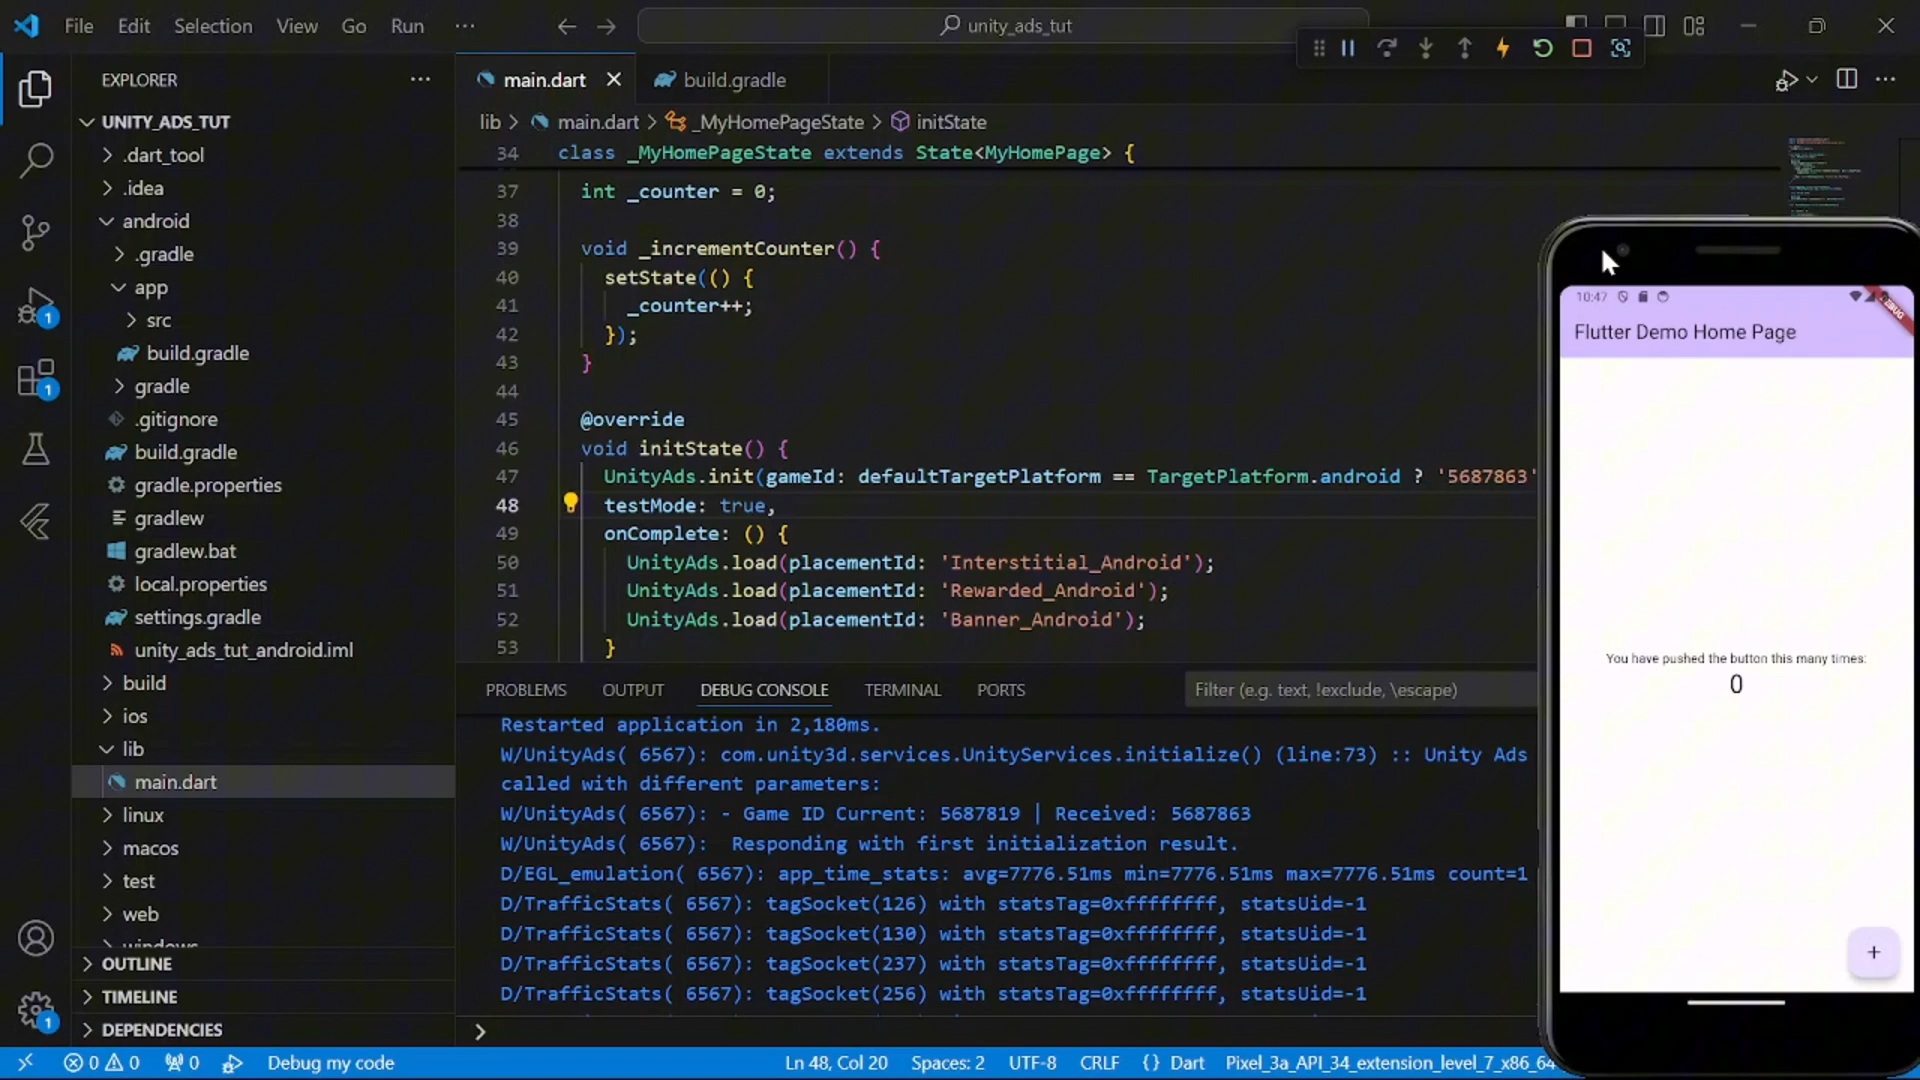 File Edit Selection View Go Run ···
unity_ads_tut
EXPLORER
main.dart
build.gradle
UNITY_ADS_TUT
.dart_tool
.idea
android
.gradle
app
src
build.gradle
gradle
.gitignore
build.gradle
gradle.properties
gradlew
gradlew.bat
local.properties
settings.gradle
unity_ads_tut_android.iml
build
ios
lib
main.dart
linux
macos
test
web
windows
OUTLINE
TIMELINE
DEPENDENCIES
lib > main.dart > _MyHomePageState > initState
34 class _MyHomePageState extends State<MyHomePage> {
37 int _counter = 0;
38
39 void _incrementCounter() {
40 setState(() {
41 _counter++;
42 });
43 }
44
45 @override
46 void initState() {
47 UnityAds.init(gameId: defaultTargetPlatform == TargetPlatform.android ? '5687863'
48 testMode: true,
49 onComplete: () {
50 UnityAds.load(placementId: 'Interstitial_Android');
51 UnityAds.load(placementId: 'Rewarded_Android');
52 UnityAds.load(placementId: 'Banner_Android');
53 }
PROBLEMS OUTPUT DEBUG CONSOLE TERMINAL PORTS
Filter (e.g. text, !exclude, \escape)
Restarted application in 2,180ms.
W/UnityAds( 6567): com.unity3d.services.UnityServices.initialize() (line:73) :: Unity Ads
called with different parameters:
W/UnityAds( 6567): - Game ID Current: 5687819 | Received: 5687863
W/UnityAds( 6567):  Responding with first initialization result.
D/EGL_emulation( 6567): app_time_stats: avg=7776.51ms min=7776.51ms max=7776.51ms count=1
D/TrafficStats( 6567): tagSocket(126) with statsTag=0xffffffff, statsUid=-1
D/TrafficStats( 6567): tagSocket(130) with statsTag=0xffffffff, statsUid=-1
D/TrafficStats( 6567): tagSocket(237) with statsTag=0xffffffff, statsUid=-1
D/TrafficStats( 6567): tagSocket(256) with statsTag=0xffffffff, statsUid=-1
10:47
DEBUG
Flutter Demo Home Page
You have pushed the button this many times:
0
+
1
1
1
0 0 0 Debug my code
Ln 48, Col 20 Spaces: 2 UTF-8 CRLF {} Dart Pixel_3a_API_34_extension_level_7_x86_64